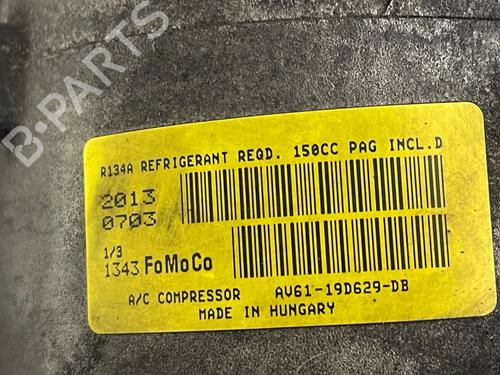 B-PARTS
R134A REFRIGERANT REQD. 150CC PAG INCL.D
2013
0703
1/3
1343 FoMoCo
A/C COMPRESSOR AV61-19D629-DB
MADE IN HUNGARY